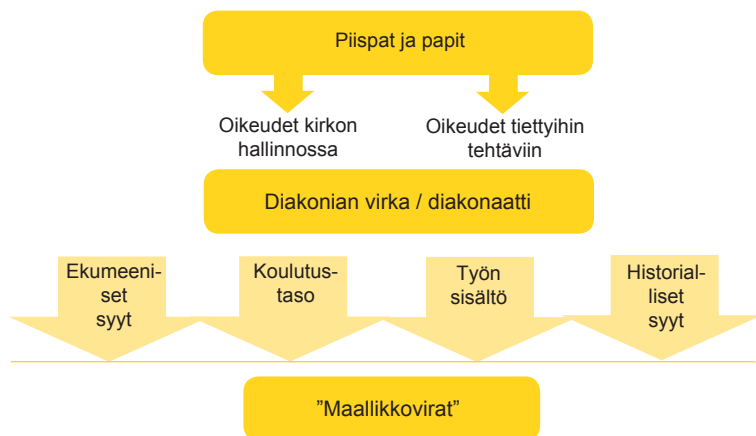 Piispat ja papit
Oikeudet kirkon
hallinnossa
Oikeudet tiettyihin
tehtäviin
Diakonian virka / diakonaatti
Ekumeeni-
set
syyt
Koulutus-
taso
Työn
sisältö
Historial-
liset
syyt
”Maallikkovirat”